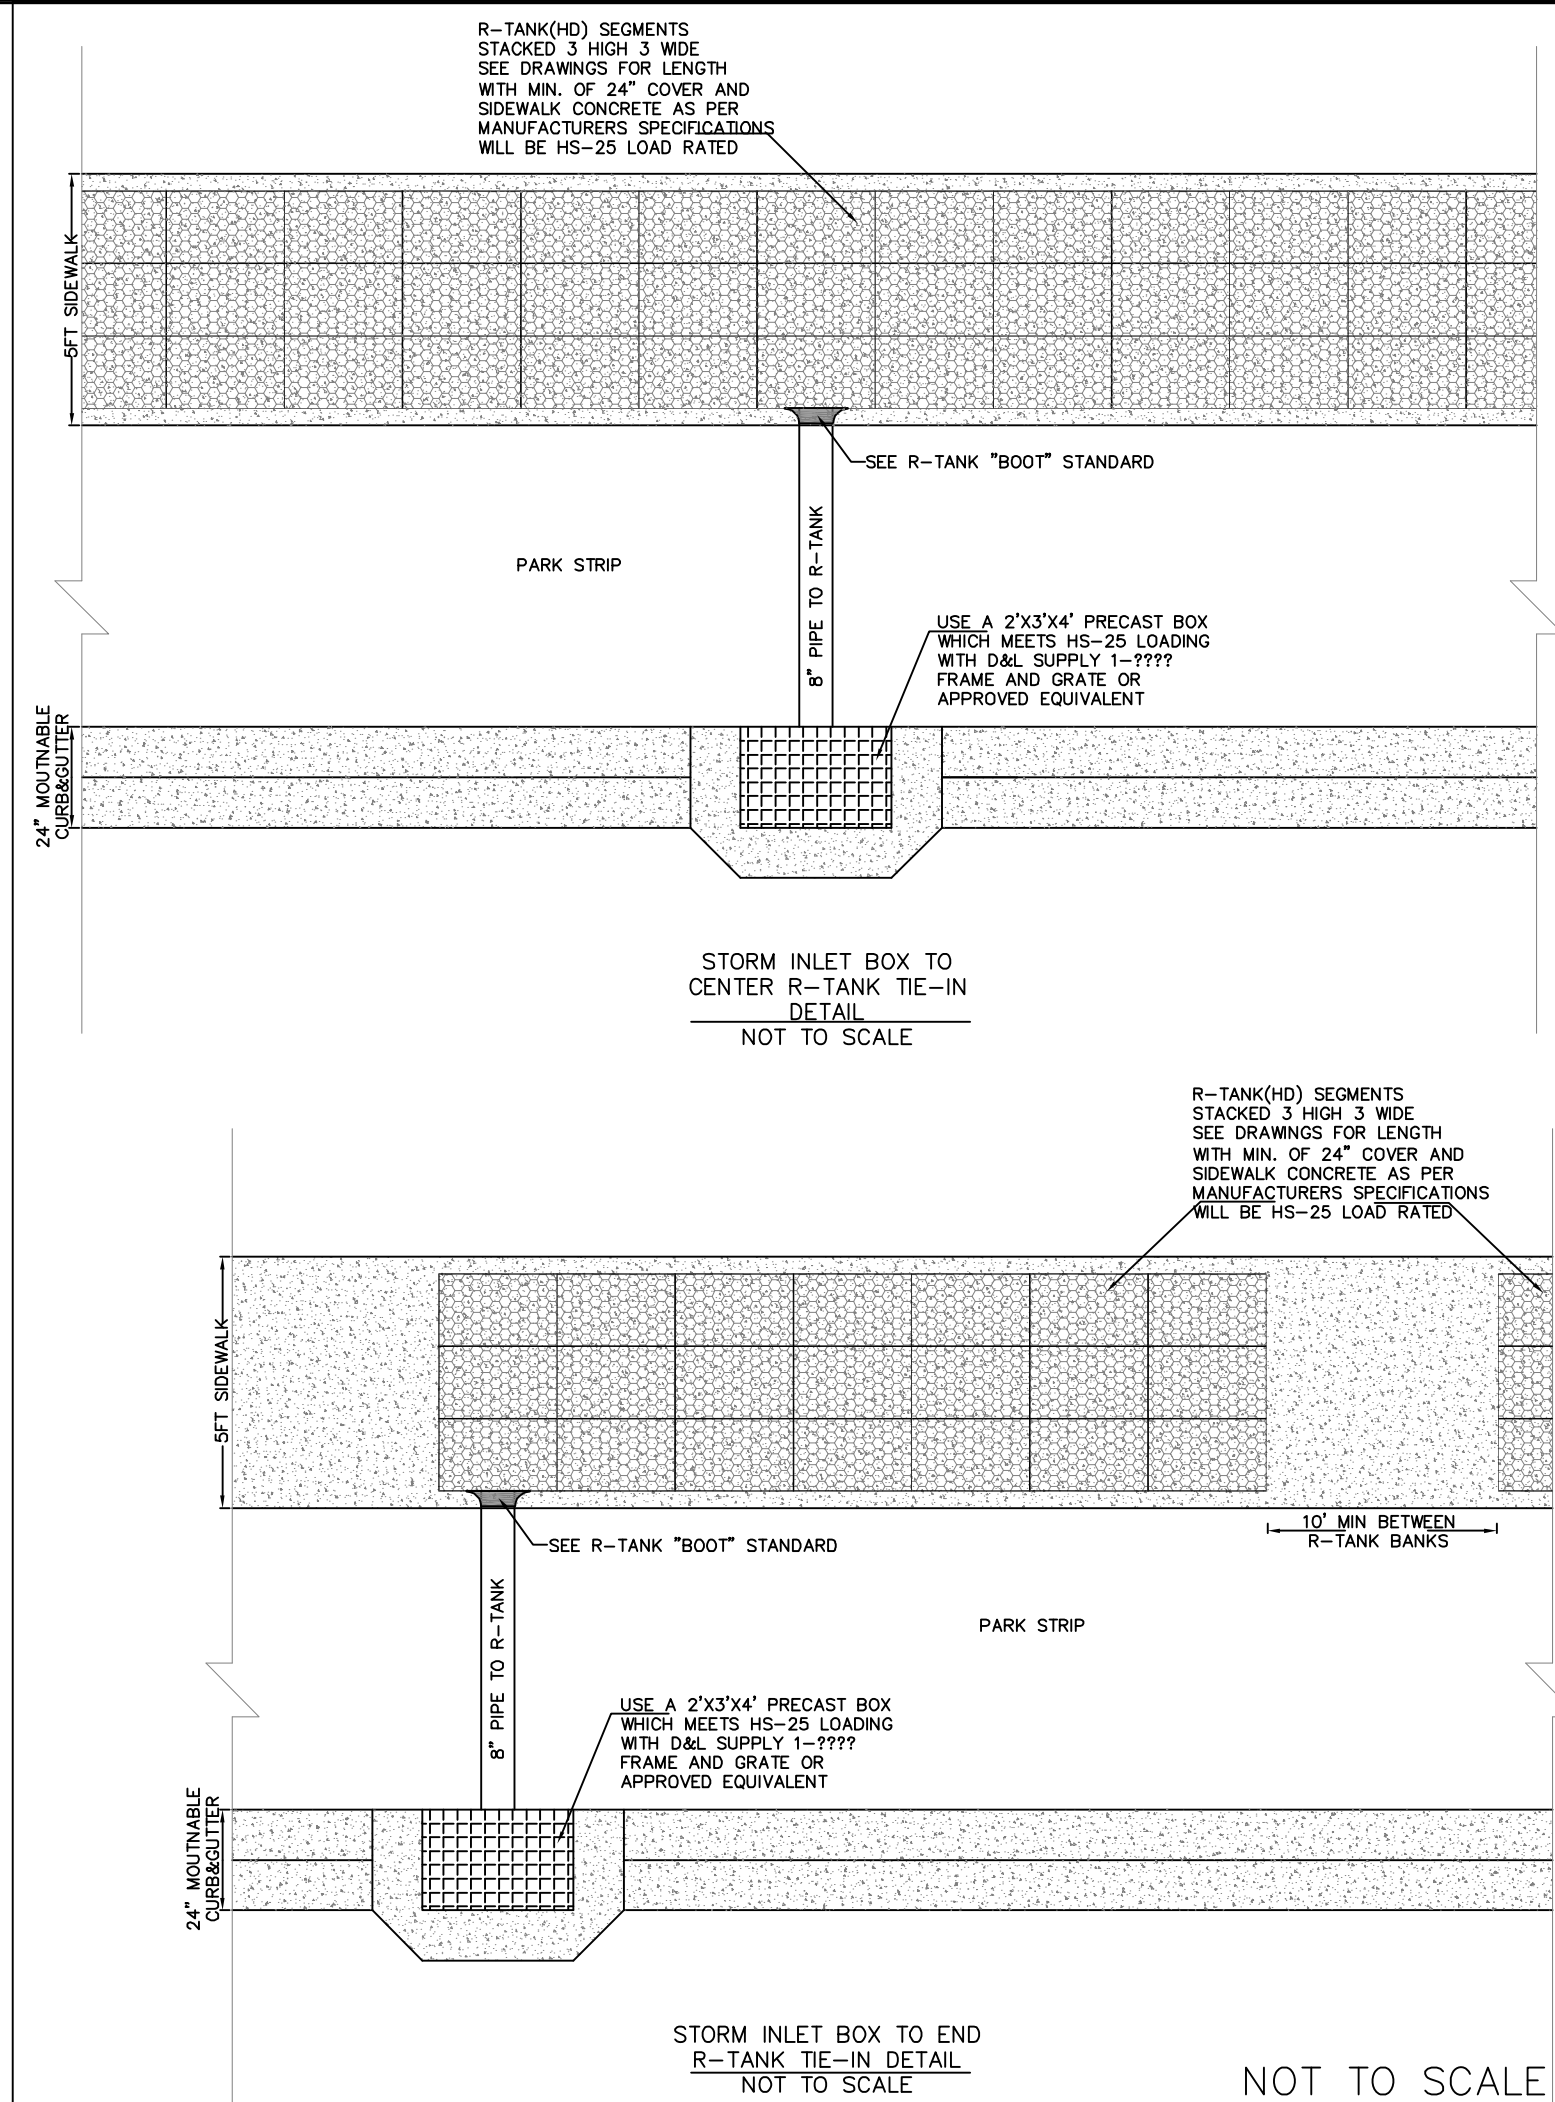 R-TANK(HD) SEGMENTS
STACKED 3 HIGH 3 WIDE
SEE DRAWINGS FOR LENGTH
WITH MIN. OF 24" COVER AND
SIDEWALK CONCRETE AS PER
MANUFACTURERS SPECIFICATIONS
WILL BE HS-25 LOAD RATED
5FT SIDEWALK
SEE R-TANK "BOOT" STANDARD
8" PIPE TO R-TANK
PARK STRIP
USE A 2'X3'X4' PRECAST BOX
WHICH MEETS HS-25 LOADING
WITH D&L SUPPLY 1-????
FRAME AND GRATE OR
APPROVED EQUIVALENT
24" MOUTNABLE
CURB&GUTTER
STORM INLET BOX TO
CENTER R-TANK TIE-IN
DETAIL
NOT TO SCALE
R-TANK(HD) SEGMENTS
STACKED 3 HIGH 3 WIDE
SEE DRAWINGS FOR LENGTH
WITH MIN. OF 24" COVER AND
SIDEWALK CONCRETE AS PER
MANUFACTURERS SPECIFICATIONS
WILL BE HS-25 LOAD RATED
5FT SIDEWALK
10' MIN BETWEEN
R-TANK BANKS
SEE R-TANK "BOOT" STANDARD
8" PIPE TO R-TANK
PARK STRIP
USE A 2'X3'X4' PRECAST BOX
WHICH MEETS HS-25 LOADING
WITH D&L SUPPLY 1-????
FRAME AND GRATE OR
APPROVED EQUIVALENT
24" MOUTNABLE
CURB&GUTTER
STORM INLET BOX TO END
R-TANK TIE-IN DETAIL
NOT TO SCALE
NOT TO SCALE